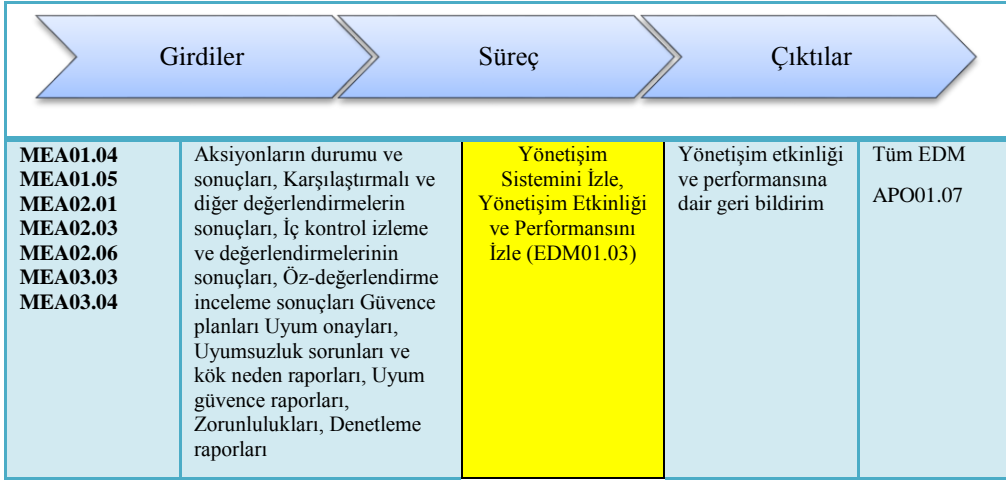 Girdiler
Süreç
Çıktılar
MEA01.04
MEA01.05
MEA02.01
MEA02.03
MEA02.06
MEA03.03
MEA03.04
Aksiyonların durumu ve
sonuçları, Karşılaştırmalı ve
diğer değerlendirmelerin
sonuçları, İç kontrol izleme
ve değerlendirmelerinin
sonuçları, Öz-değerlendirme
inceleme sonuçları Güvence
planları Uyum onayları,
Uyumsuzluk sorunları ve
kök neden raporları, Uyum
güvence raporları,
Zorunlulukları, Denetleme
raporları
Yönetişim
Sistemini İzle,
Yönetişim Etkinliği
ve Performansını
İzle (EDM01.03)
Yönetişim etkinliği
ve performansına
dair geri bildirim
Tüm EDM
APO01.07